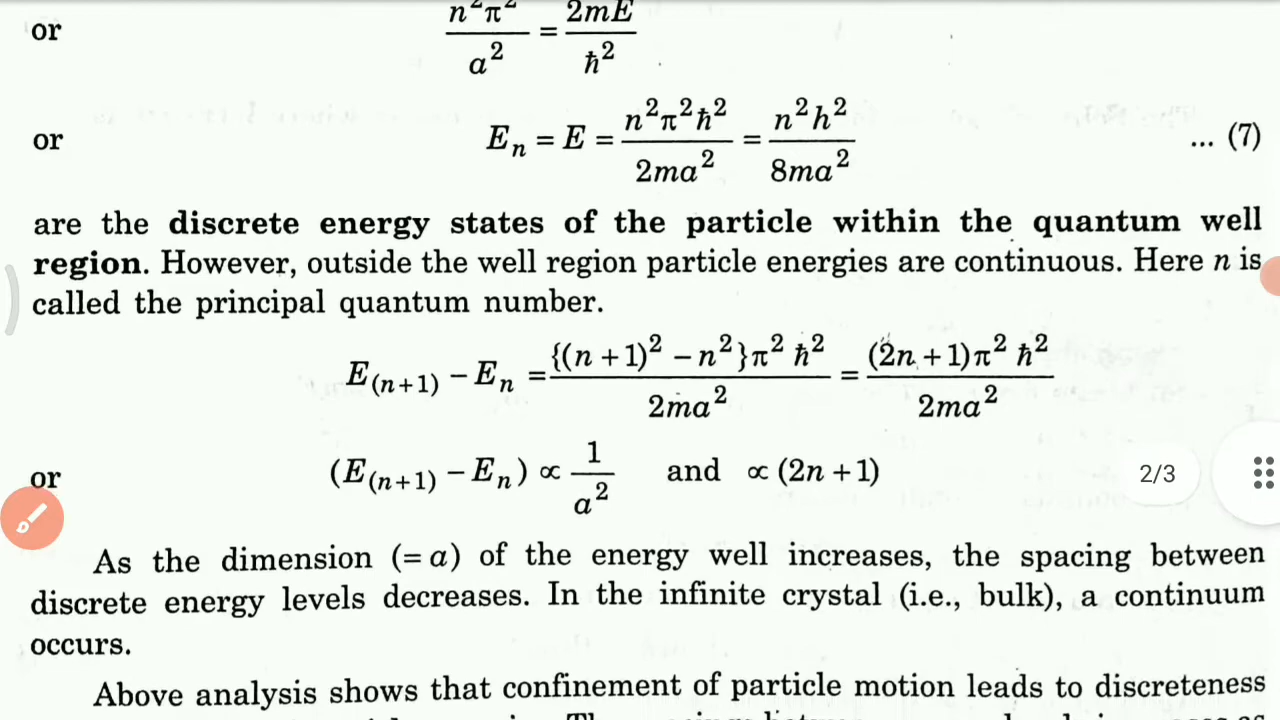 or n²π²/a² = 2mE/ħ²
or Eₙ = E = n²π²ħ²/2ma² = n²h²/8ma² ... (7)
are the discrete energy states of the particle within the quantum well
region. However, outside the well region particle energies are continuous. Here n is
called the principal quantum number.
E₍ₙ₊₁₎ − Eₙ = {(n + 1)² − n²}π² ħ²/2ma² = (2n + 1)π² ħ²/2ma²
or (E₍ₙ₊₁₎ − Eₙ) ∝ 1/a² and ∝ (2n + 1)
2/3
As the dimension (= a) of the energy well increases, the spacing between
discrete energy levels decreases. In the infinite crystal (i.e., bulk), a continuum
occurs.
Above analysis shows that confinement of particle motion leads to discreteness